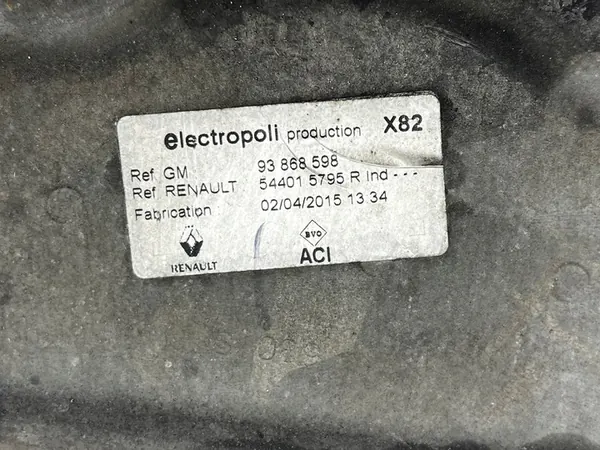 electropoli production X82
Ref GM 93 868 598
Ref RENAULT 54401 5795 R Ind - - -
Fabrication 02/04/2015 13 34
RENAULT
BVO
ACI